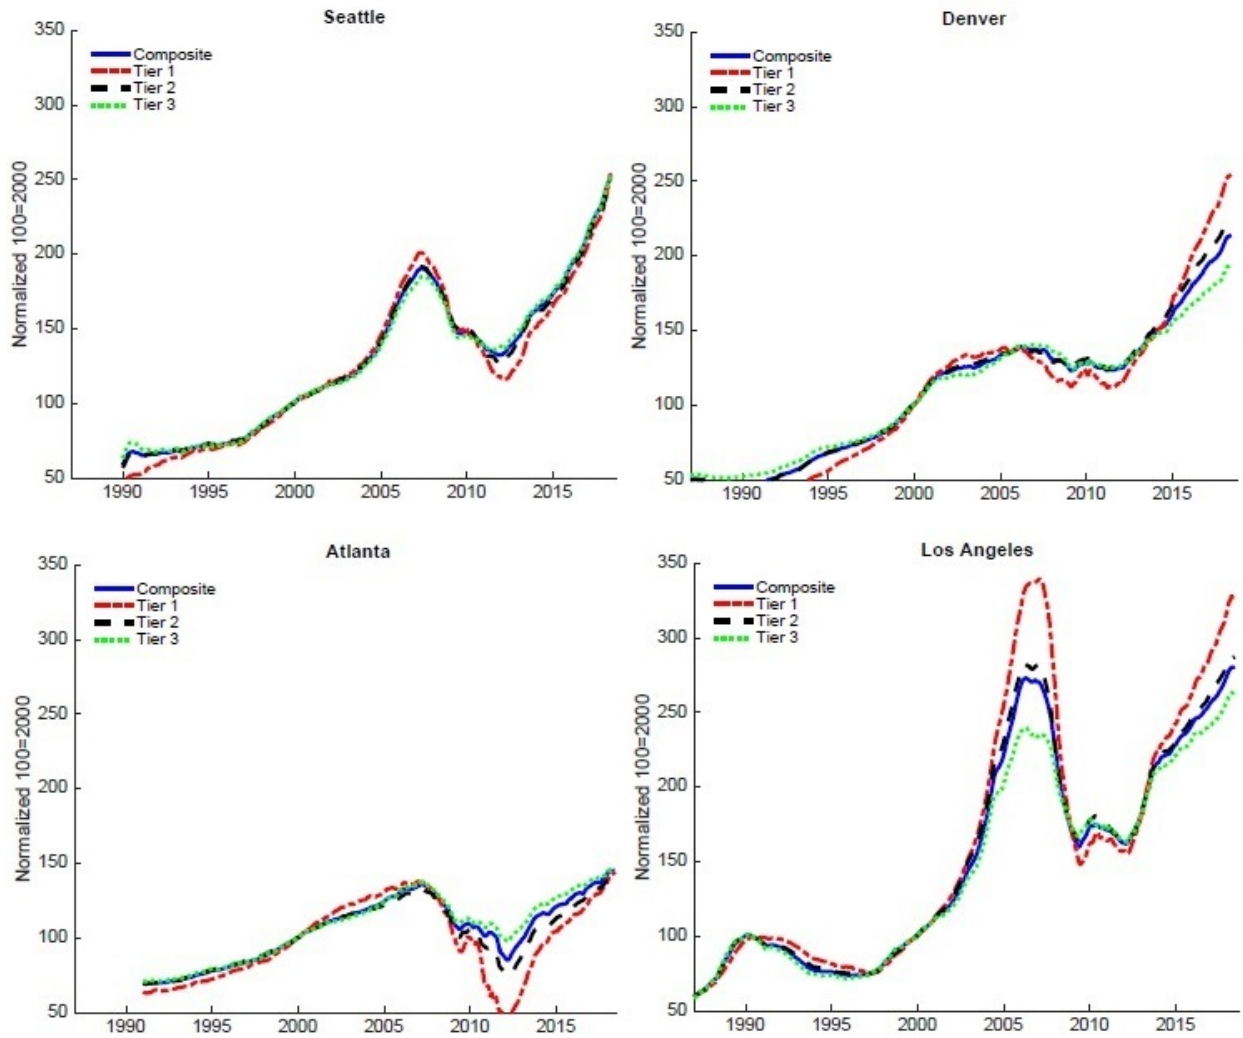 Seattle
350
300
250
200
150
100
50
Normalized 100=2000
Composite
Tier 1
Tier 2
Tier 3
1990 1995 2000 2005 2010 2015
Denver
350
300
250
200
150
100
50
Normalized 100=2000
Composite
Tier 1
Tier 2
Tier 3
1990 1995 2000 2005 2010 2015
Atlanta
350
300
250
200
150
100
50
Normalized 100=2000
Composite
Tier 1
Tier 2
Tier 3
1990 1995 2000 2005 2010 2015
Los Angeles
350
300
250
200
150
100
50
Normalized 100=2000
Composite
Tier 1
Tier 2
Tier 3
1990 1995 2000 2005 2010 2015